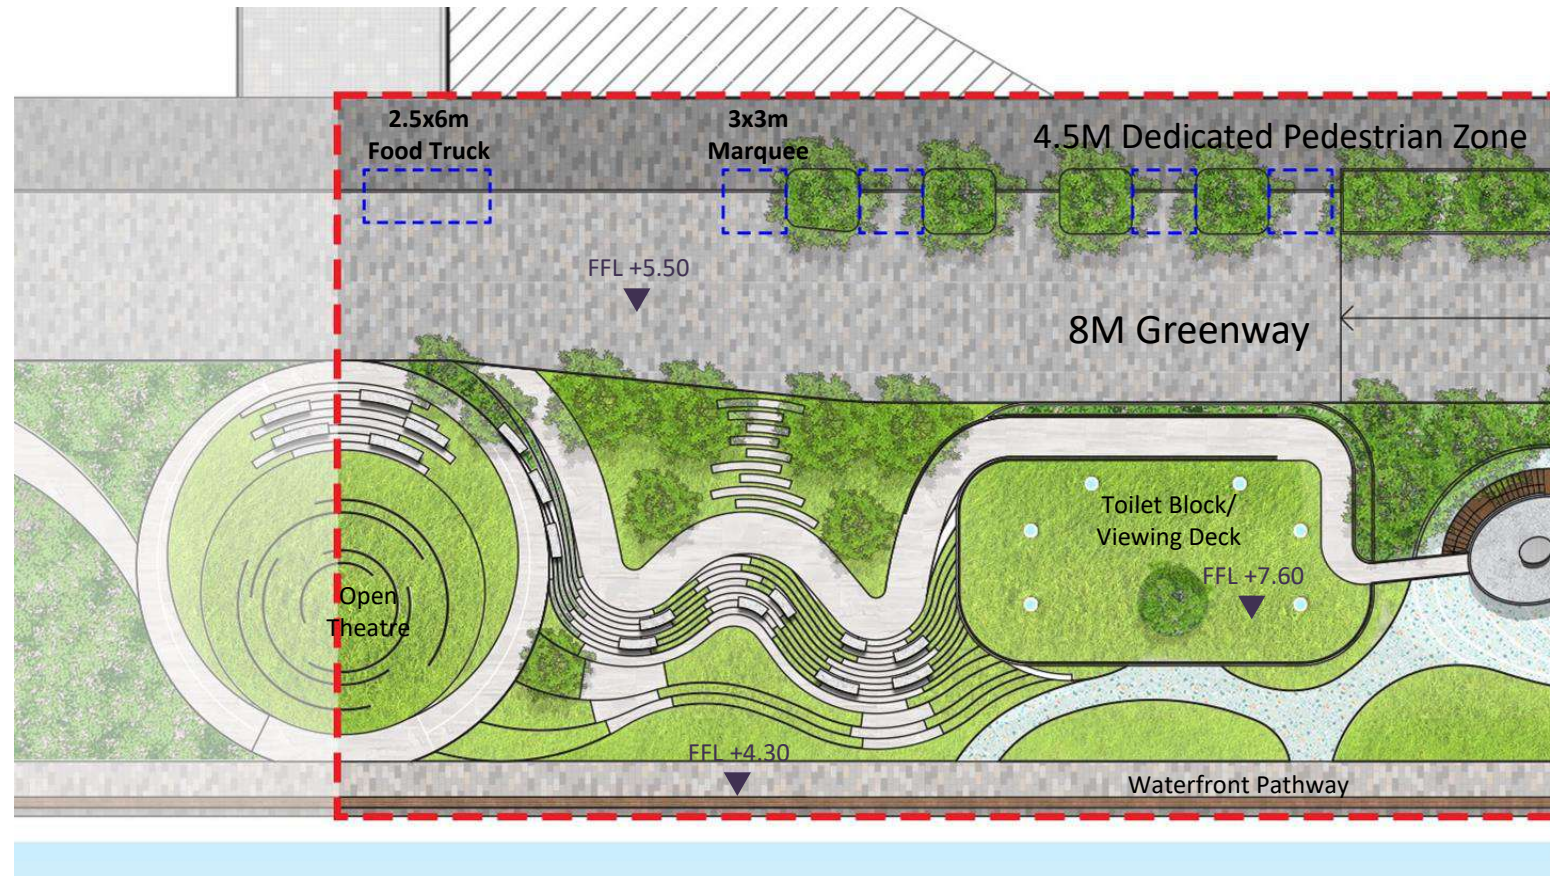 2.5x6m
Food Truck
3x3m
Marquee
4.5M Dedicated Pedestrian Zone
FFL +5.50
8M Greenway
Toilet Block/
Viewing Deck
FFL +7.60
Open
Theatre
FFL +4.30
Waterfront Pathway